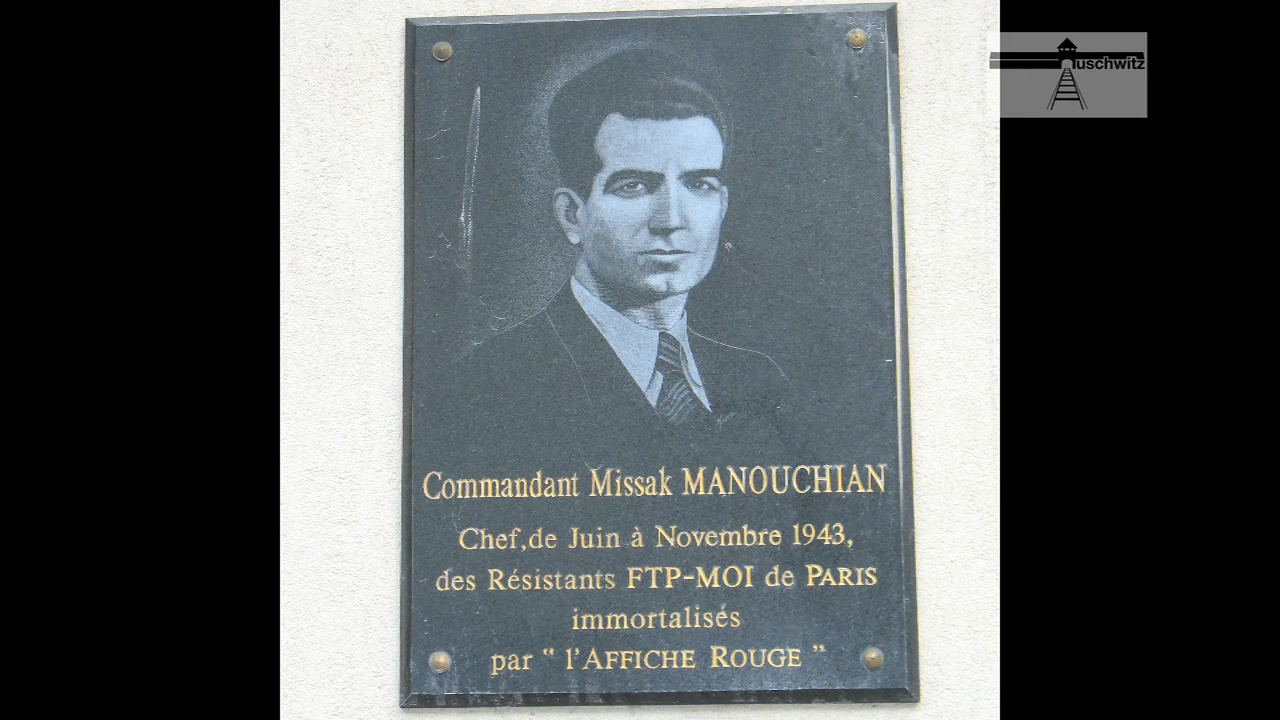 uschwitz
Commandant Missak MANOUCHIAN
Chef,de Juin à Novembre 1943,
des Résistants FTP-MOI de PARIS
immortalisés
par " l'AFFICHE ROUGE "